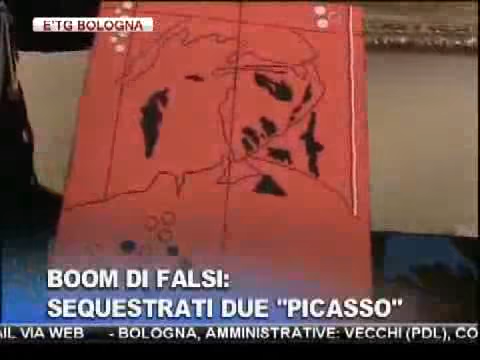 E'TG BOLOGNA
BOOM DI FALSI:
SEQUESTRATI DUE "PICASSO"
AIL VIA WEB - BOLOGNA, AMMINISTRATIVE: VECCHI (PDL), CO